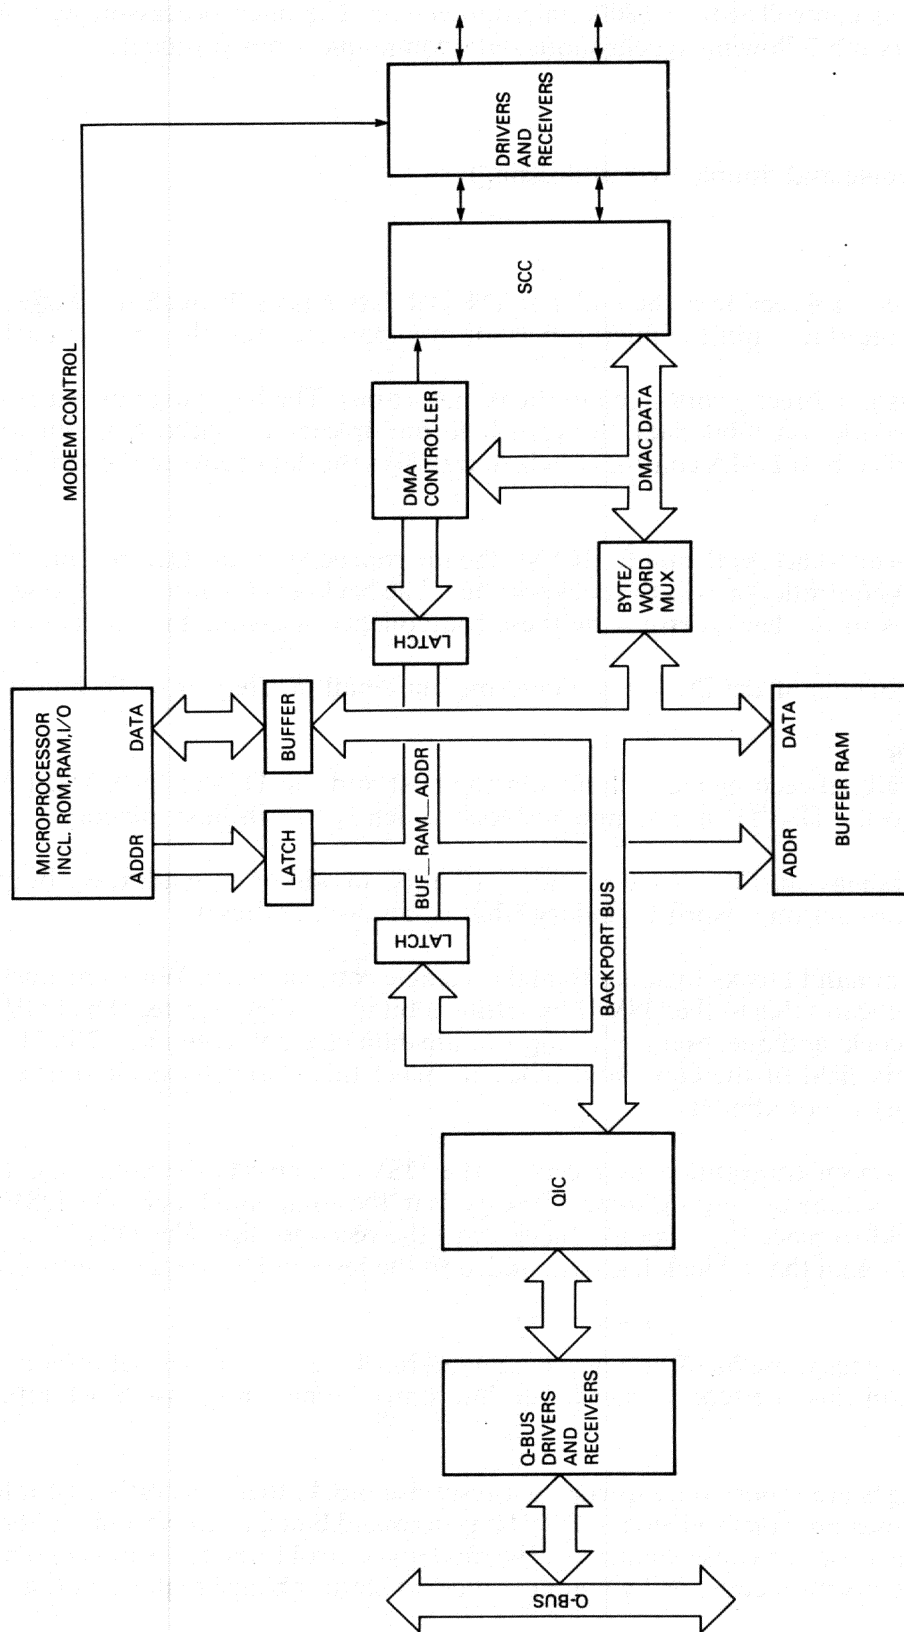 MODEM CONTROL
MICROPROCESSOR
INCL. ROM,RAM,I/O
ADDR
DATA
LATCH
BUFFER
LATCH
BUF__RAM__ADDR
LATCH
DMA
CONTROLLER
SCC
DRIVERS
AND
RECEIVERS
Q-BUS
Q-BUS
DRIVERS
AND
RECEIVERS
QIC
BACKPORT BUS
BYTE/
WORD
MUX
DMAC DATA
ADDR
DATA
BUFFER RAM